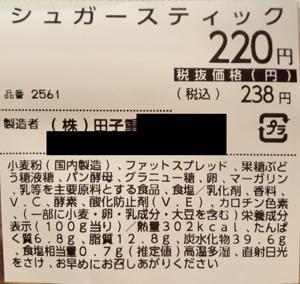 シュガースティック
220円
税抜価格(円)
品番 2561
(税込) 238円
製造者 (株)田子重
プラ
小麦粉(国内製造)、ファットスプレッド、果糖ぶど
う糖液糖、パン酵母、グラニュー糖、卵、マーガリン
、乳等を主要原料とする食品、食塩/乳化剤、香料、
V.C、酵素、酸化防止剤(V.E)、カロチン色素
、(一部に小麦・卵・乳成分・大豆を含む)栄養成分
表示(100g当り)/熱量302kcal、たんぱ
く質6.8g、脂質12.8g、炭水化物39.6g
、食塩相当量0.7g(推定値)高温多湿、直射日光
をさけ、お早めにお召しあがりください